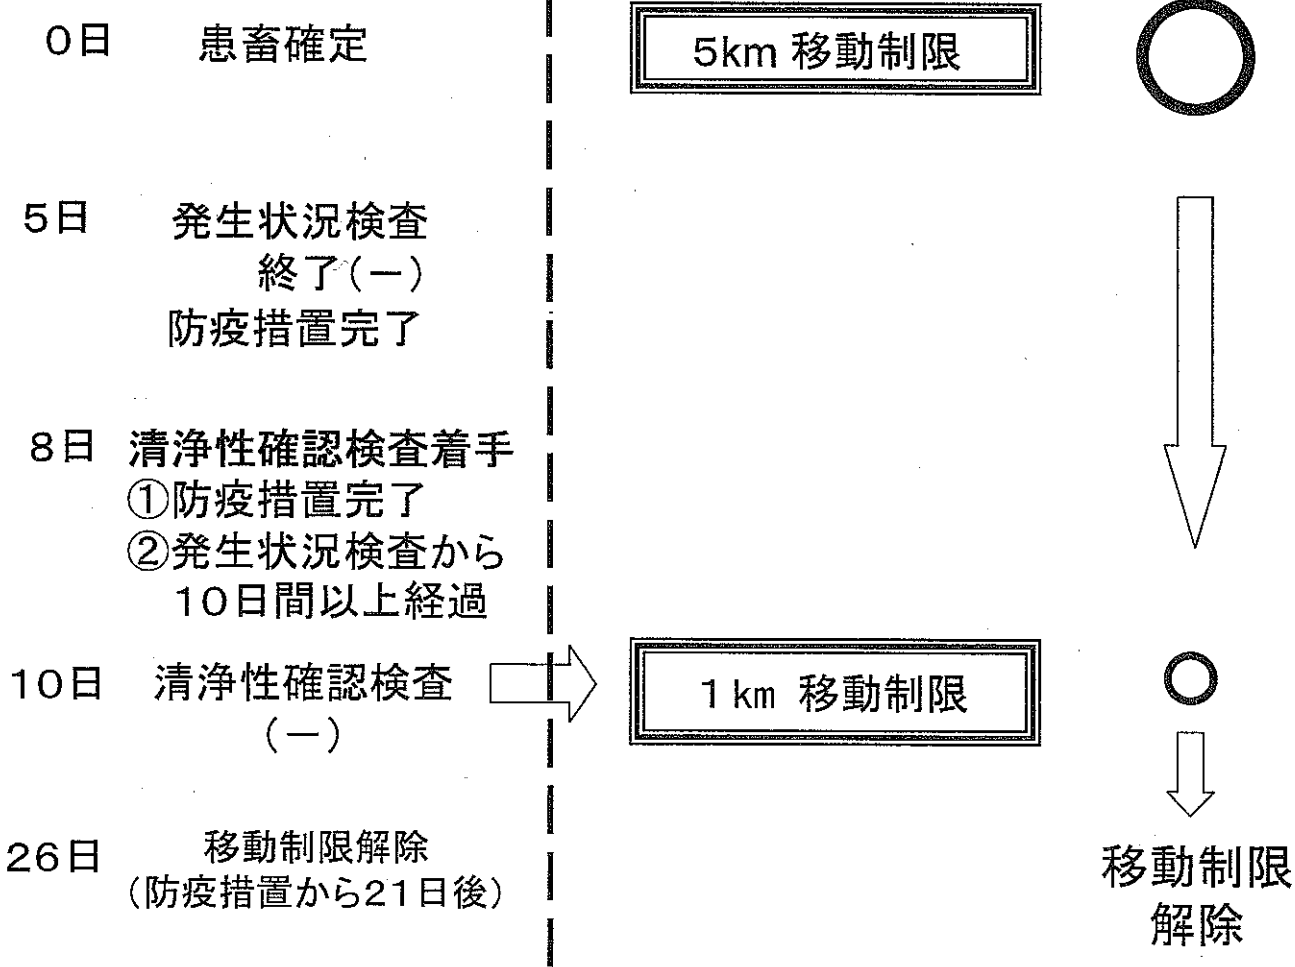 0日 患畜確定
5km 移動制限
5日 発生状況検査
終了(－)
防疫措置完了
8日 清浄性確認検査着手
①防疫措置完了
②発生状況検査から
10日間以上経過
10日 清浄性確認検査
(－)
1km 移動制限
26日 移動制限解除
(防疫措置から21日後)
移動制限
解除